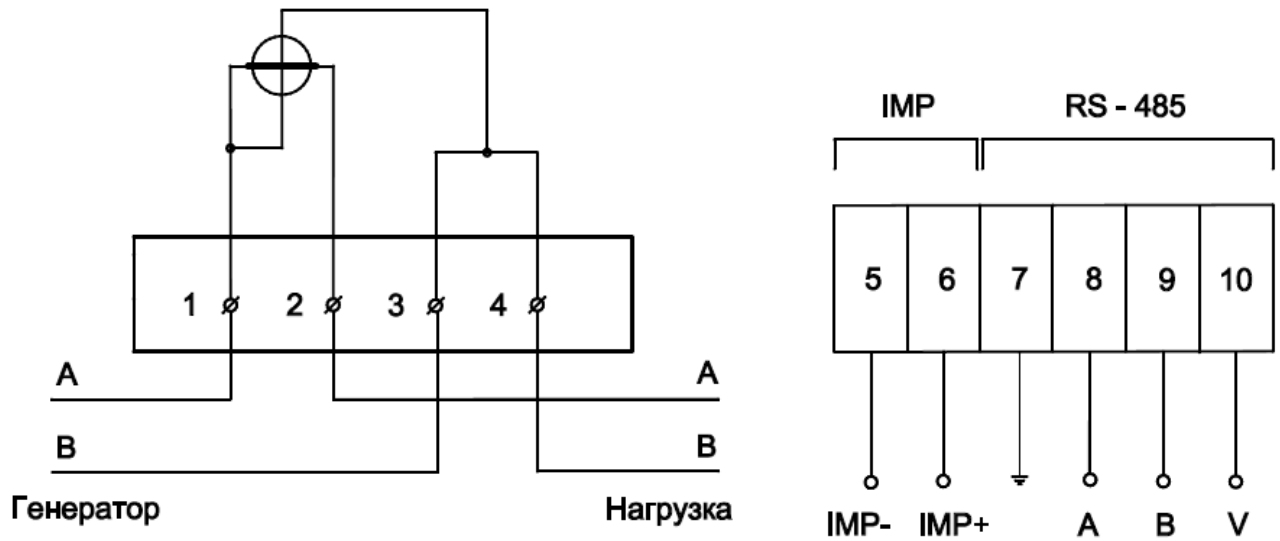 IMP RS - 485
5 6 7 8 9 10
1 2 3 4
A A
B B
Генератор Нагрузка
IMP- IMP+ A B V